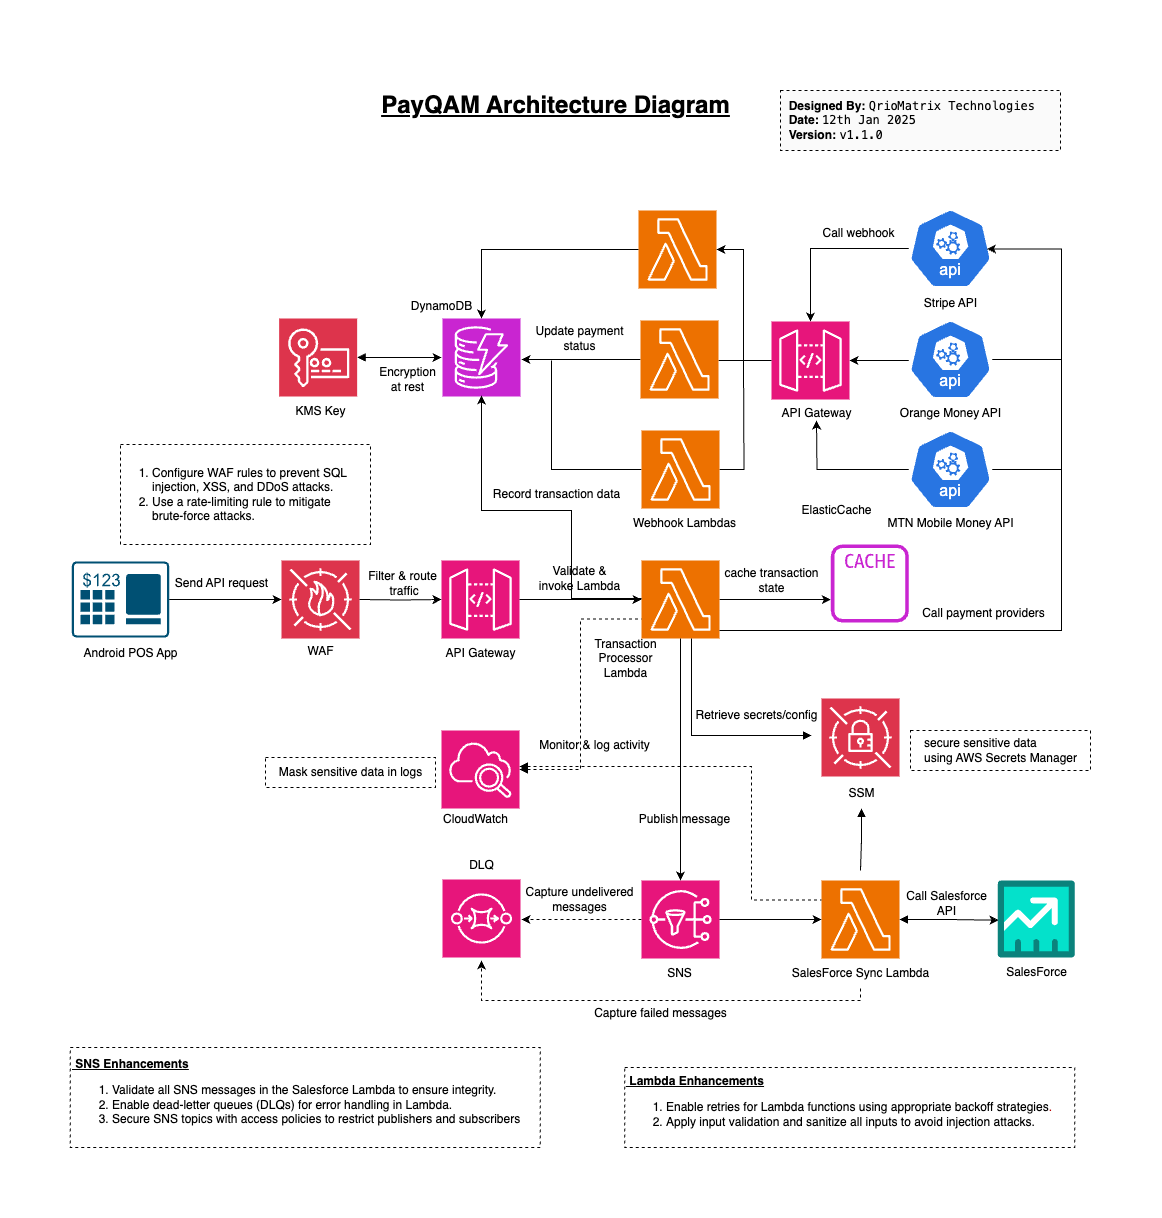 PayQAM Architecture Diagram
Designed By: QrioMatrix Technologies
Date: 12th Jan 2025
Version: v1.1.0
Call webhook
api
Stripe API
DynamoDB
Update payment
status
Encryption
at rest
KMS Key
API Gateway
api
Orange Money API
1. Configure WAF rules to prevent SQL
injection, XSS, and DDoS attacks.
2. Use a rate-limiting rule to mitigate
brute-force attacks.
Record transaction data
Webhook Lambdas
ElasticCache
api
MTN Mobile Money API
$123
Send API request
Android POS App
WAF
Filter & route
traffic
API Gateway
Validate &
invoke Lambda
Transaction
Processor
Lambda
cache transaction
state
CACHE
Call payment providers
Retrieve secrets/config
SSM
secure sensitive data
using AWS Secrets Manager
Monitor & log activity
Mask sensitive data in logs
CloudWatch
Publish message
DLQ
Capture undelivered
messages
SNS
SalesForce Sync Lambda
Call Salesforce
API
SalesForce
Capture failed messages
SNS Enhancements
1. Validate all SNS messages in the Salesforce Lambda to ensure integrity.
2. Enable dead-letter queues (DLQs) for error handling in Lambda.
3. Secure SNS topics with access policies to restrict publishers and subscribers
Lambda Enhancements
1. Enable retries for Lambda functions using appropriate backoff strategies.
2. Apply input validation and sanitize all inputs to avoid injection attacks.